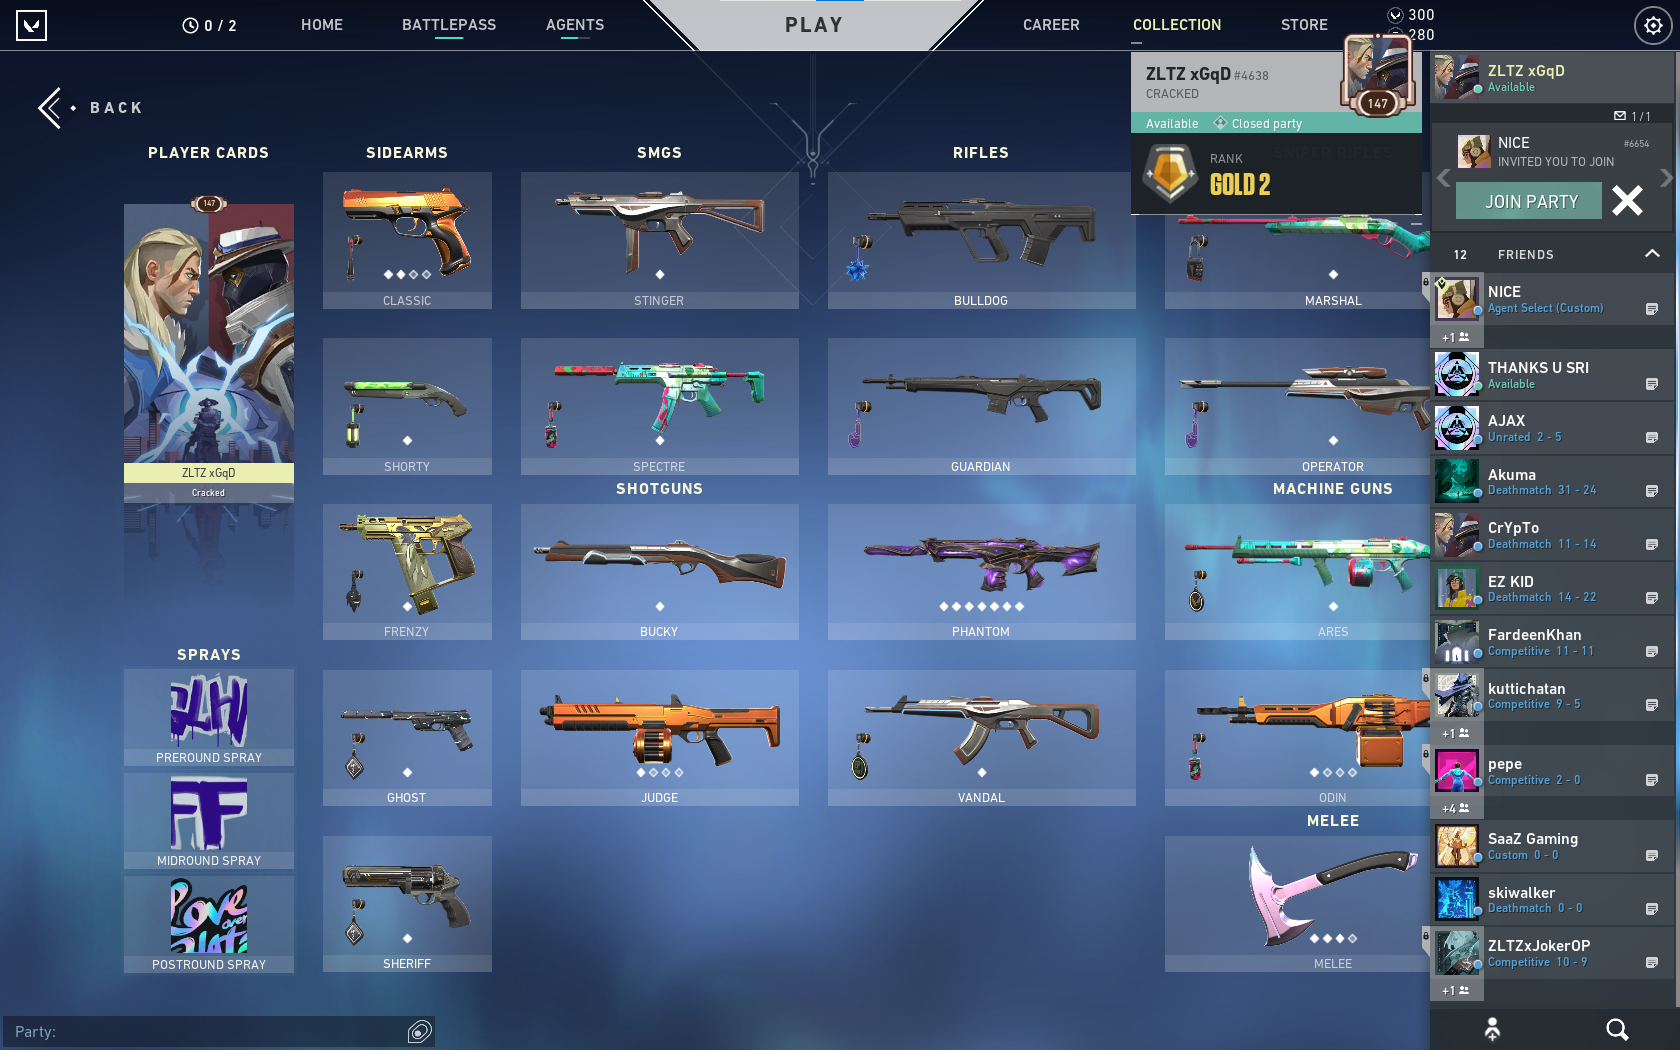 0 / 2
HOME
BATTLEPASS
AGENTS
PLAY
CAREER
COLLECTION
STORE
300
280
BACK
ZLTZ xGqD #4638
CRACKED
147
Available
Closed party
RANK
GOLD 2
ZLTZ xGqD
Available
1 / 1
NICE
#6654
INVITED YOU TO JOIN
JOIN PARTY
12 FRIENDS
NICE
Agent Select (Custom)
+1
THANKS U SRI
Available
AJAX
Unrated 2 - 5
Akuma
Deathmatch 31 - 24
CrYpTo
Deathmatch 11 - 14
EZ KID
Deathmatch 14 - 22
FardeenKhan
Competitive 11 - 11
kuttichatan
Competitive 9 - 5
+1
pepe
Competitive 2 - 0
+4
SaaZ Gaming
Custom 0 - 0
skiwalker
Deathmatch 0 - 0
ZLTZxJokerOP
Competitive 10 - 9
+1
PLAYER CARDS
147
ZLTZ xGqD
Cracked
SPRAYS
PREROUND SPRAY
MIDROUND SPRAY
Love
over
POSTROUND SPRAY
SIDEARMS
CLASSIC
SHORTY
FRENZY
GHOST
SHERIFF
SMGS
STINGER
SPECTRE
SHOTGUNS
BUCKY
JUDGE
RIFLES
BULLDOG
GUARDIAN
PHANTOM
VANDAL
SNIPER RIFLES
MARSHAL
OPERATOR
MACHINE GUNS
ARES
ODIN
MELEE
MELEE
Party: